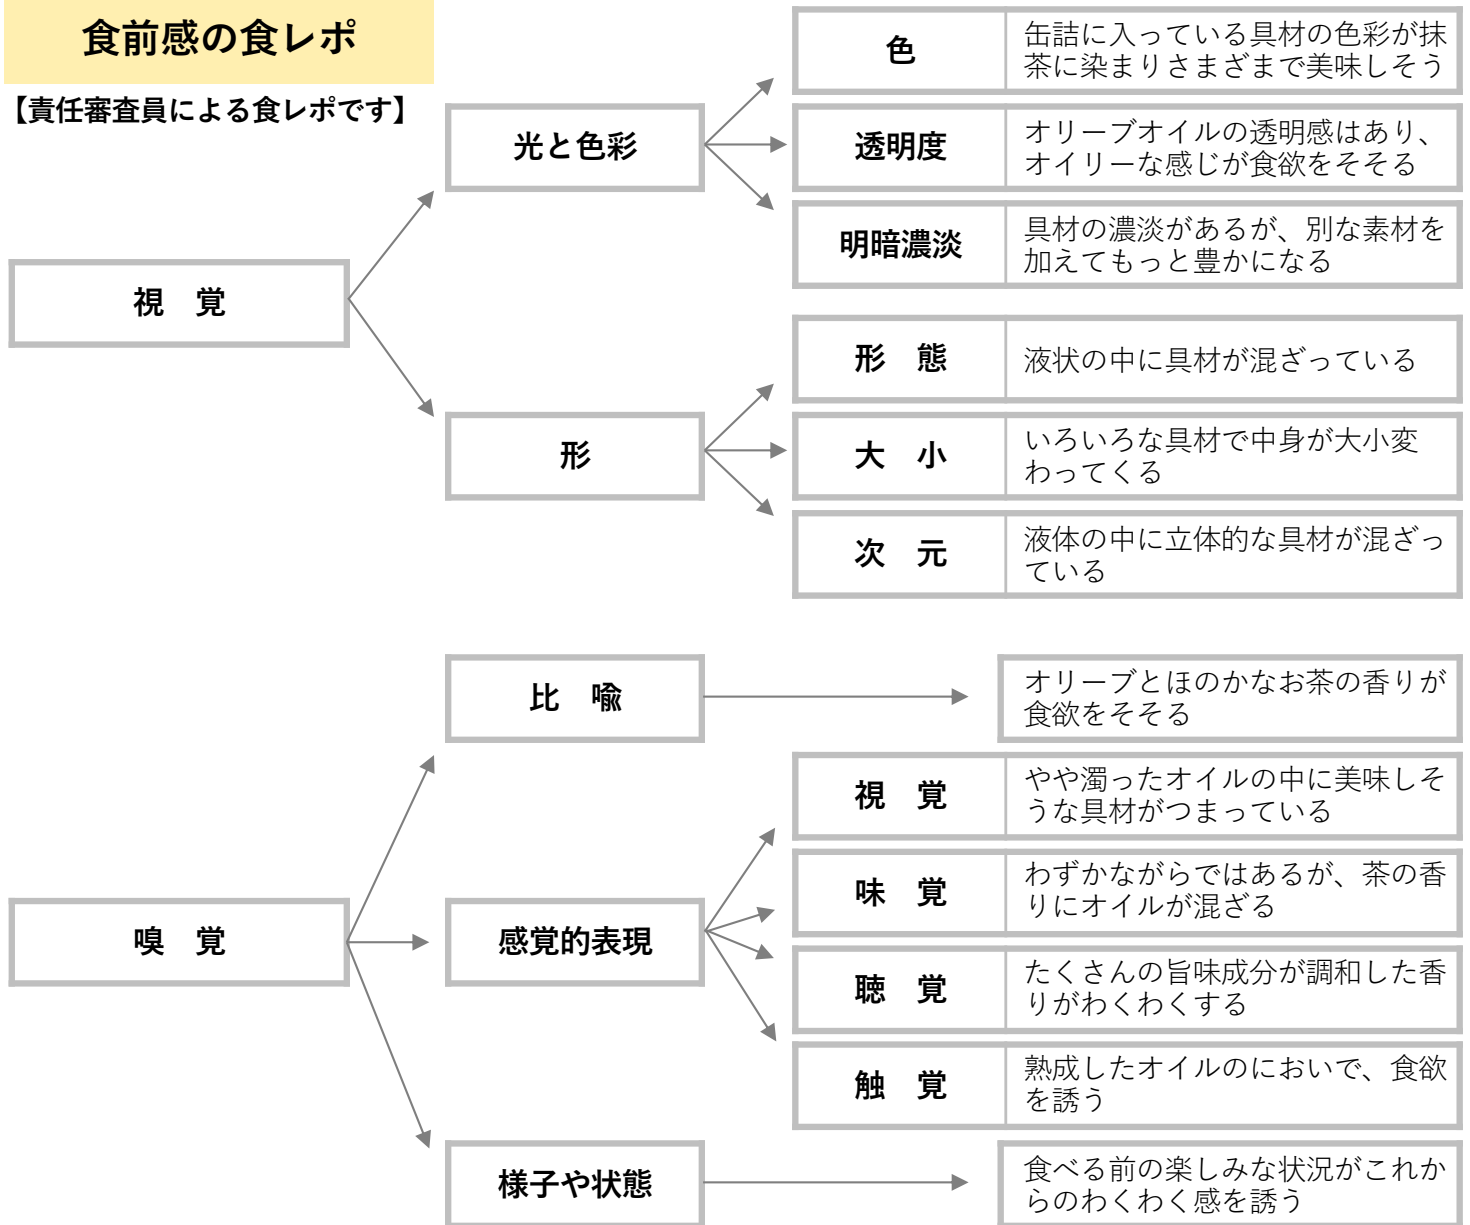 食前感の食レポ
【責任審査員による食レポです】
視　覚
光と色彩
色
缶詰に入っている具材の色彩が抹
茶に染まりさまざまで美味しそう
透明度
オリーブオイルの透明感はあり、
オイリーな感じが食欲をそそる
明暗濃淡
具材の濃淡があるが、別な素材を
加えてもっと豊かになる
形
形　態
液状の中に具材が混ざっている
大　小
いろいろな具材で中身が大小変
わってくる
次　元
液体の中に立体的な具材が混ざっ
ている
嗅　覚
比　喩
オリーブとほのかなお茶の香りが
食欲をそそる
感覚的表現
視　覚
やや濁ったオイルの中に美味しそ
うな具材がつまっている
味　覚
わずかながらではあるが、茶の香
りにオイルが混ざる
聴　覚
たくさんの旨味成分が調和した香
りがわくわくする
触　覚
熟成したオイルのにおいで、食欲
を誘う
様子や状態
食べる前の楽しみな状況がこれか
らのわくわく感を誘う